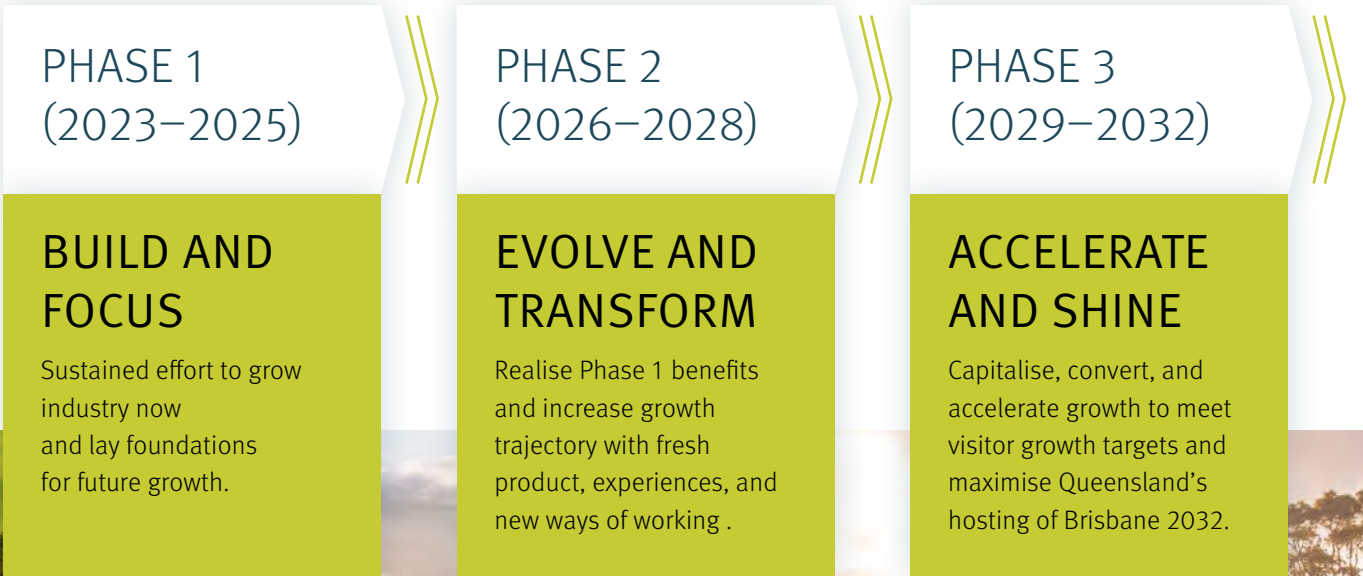 PHASE 1
(2023–2025)
BUILD AND
FOCUS
Sustained effort to grow
industry now
and lay foundations
for future growth.
PHASE 2
(2026–2028)
EVOLVE AND
TRANSFORM
Realise Phase 1 benefits
and increase growth
trajectory with fresh
product, experiences, and
new ways of working .
PHASE 3
(2029–2032)
ACCELERATE
AND SHINE
Capitalise, convert, and
accelerate growth to meet
visitor growth targets and
maximise Queensland’s
hosting of Brisbane 2032.